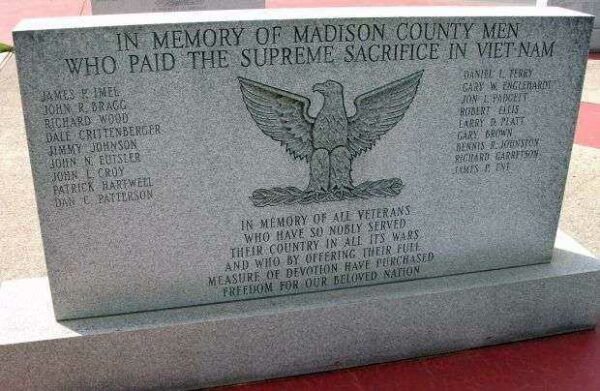 IN MEMORY OF MADISON COUNTY MEN
WHO PAID THE SUPREME SACRIFICE IN VIET-NAM
JAMES F. IMEL
JOHN R. BRAGG
RICHARD WOOD
DALE CRITTENBERGER
JIMMY JOHNSON
JOHN N. EUTSLER
JOHN L. CROY
PATRICK HARTWELL
DAN C. PATTERSON
DANIEL L. TERRY
GARY W. ENGLEHARDT
JON L. PADGETT
ROBERT ELLIS
LARRY D. PLATT
GARY BROWN
DENNIS R. JOHNSTON
RICHARD GARRETSON
JAMES P.
IN MEMORY OF ALL VETERANS
WHO HAVE SO NOBLY SERVED
THEIR COUNTRY IN ALL ITS WARS
AND WHO BY OFFERING THEIR FULL
MEASURE OF DEVOTION HAVE PURCHASED
FREEDOM FOR OUR BELOVED NATION